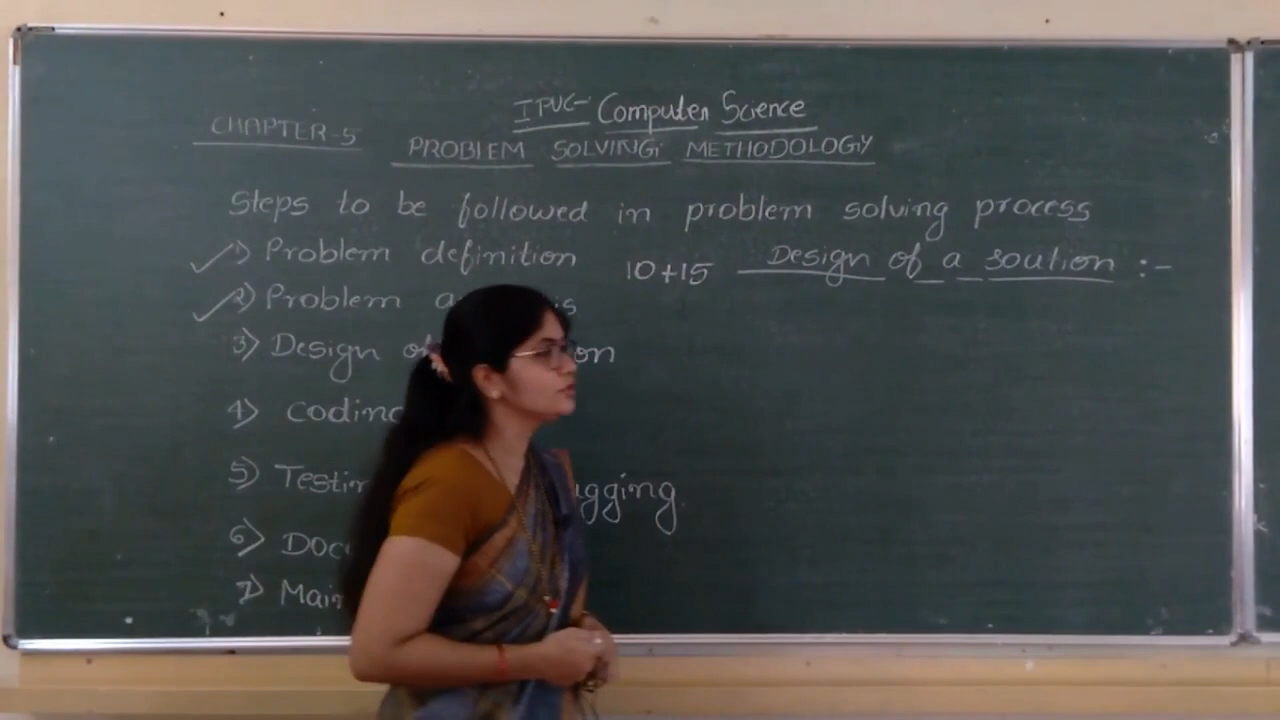 I PUC- Computer Science
CHAPTER-5
PROBLEM SOLVING METHODOLOGY
Steps to be followed in problem solving process
1) Problem definition
10+15
Design of a soution :-
2) Problem
3) Design
4)
5)
6)
7)